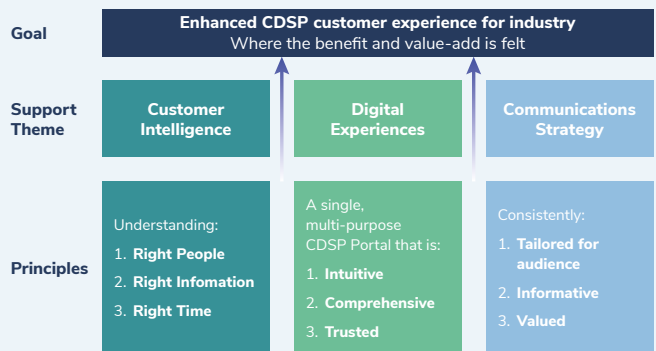 Goal
Enhanced CDSP customer experience for industry
Where the benefit and value-add is felt
Support
Theme
Customer
Intelligence
Digital
Experiences
Communications
Strategy
Principles
Understanding:
1. Right People
2. Right Infomation
3. Right Time
A single,
multi-purpose
CDSP Portal that is:
1. Intuitive
2. Comprehensive
3. Trusted
Consistently:
1. Tailored for
audience
2. Informative
3. Valued